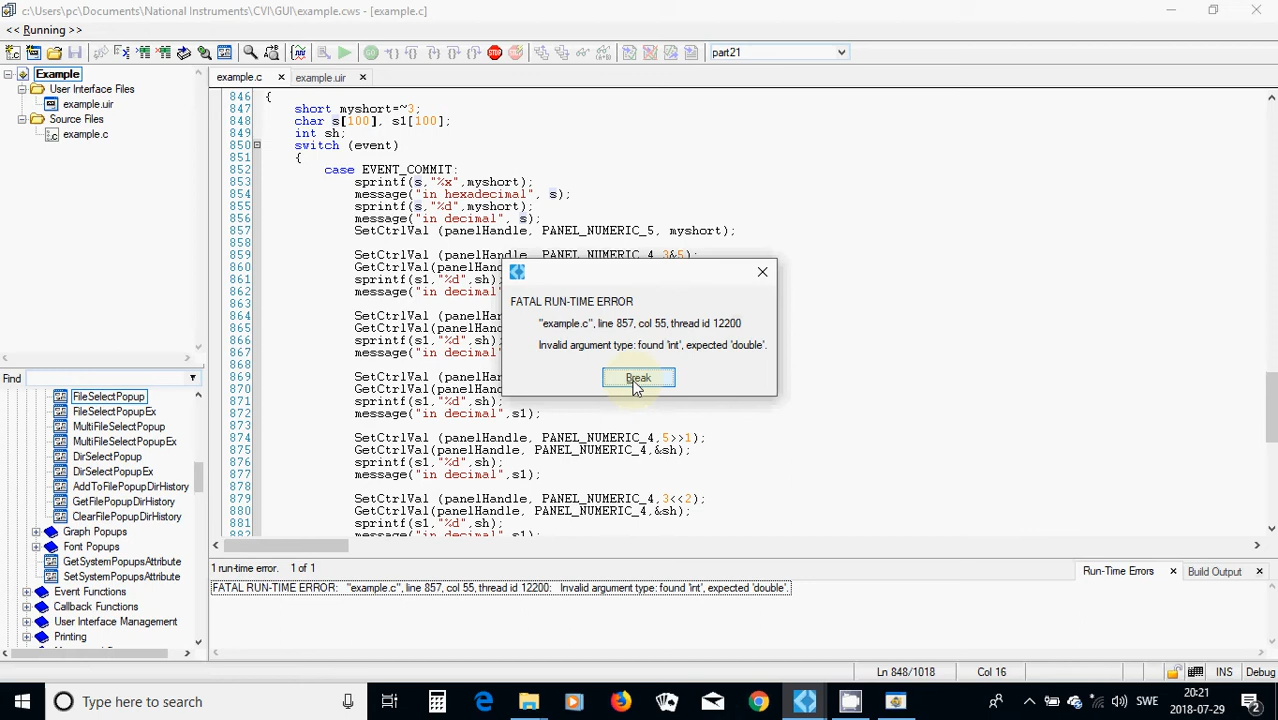 c:\Users\pc\Documents\National Instruments\CVI\GUI\example.cws - [example.c]
<< Running >>
part21
Example
User Interface Files
example.uir
Source Files
example.c
example.c
example.uir
846 {
847 short myshort=~3;
848 char s[100], s1[100];
849 int sh;
850 switch (event)
851 {
852 case EVENT_COMMIT:
853 sprintf(s,"%x",myshort);
854 message("in hexadecimal", s);
855 sprintf(s,"%d",myshort);
856 message("in decimal", s);
857 SetCtrlVal (panelHandle, PANEL_NUMERIC_5, myshort);
858
859 SetCtrlVal (panelHandle, PANEL_NUMERIC_4,3&5);
860 GetCtrlVal(panelHand
861 sprintf(s1,"%d",sh);
862 message("in decimal"
863
864 SetCtrlVal (panelHan
865 GetCtrlVal(panelHand
866 sprintf(s1,"%d",sh);
867 message("in decimal"
868
869 SetCtrlVal (panelHan
870 GetCtrlVal(panelHand
871 sprintf(s1,"%d",sh);
872 message("in decimal",s1);
873
874 SetCtrlVal (panelHandle, PANEL_NUMERIC_4,5>>1);
875 GetCtrlVal(panelHandle, PANEL_NUMERIC_4,&sh);
876 sprintf(s1,"%d",sh);
877 message("in decimal",s1);
878
879 SetCtrlVal (panelHandle, PANEL_NUMERIC_4,3<<2);
880 GetCtrlVal(panelHandle, PANEL_NUMERIC_4,&sh);
881 sprintf(s1,"%d",sh);
882 message("in decimal",s1);
FATAL RUN-TIME ERROR
"example.c", line 857, col 55, thread id 12200
Invalid argument type: found 'int', expected 'double'.
Break
Find
FileSelectPopup
FileSelectPopupEx
MultiFileSelectPopup
MultiFileSelectPopupEx
DirSelectPopup
DirSelectPopupEx
AddToFilePopupDirHistory
GetFilePopupDirHistory
ClearFilePopupDirHistory
Graph Popups
Font Popups
GetSystemPopupsAttribute
SetSystemPopupsAttribute
Event Functions
Callback Functions
User Interface Management
Printing
1 run-time error. 1 of 1
Run-Time Errors
Build Output
FATAL RUN-TIME ERROR: "example.c", line 857, col 55, thread id 12200: Invalid argument type: found 'int', expected 'double'.
Ln 848/1018
Col 16
INS
Debug
Type here to search
SWE
20:21
2018-07-29
2